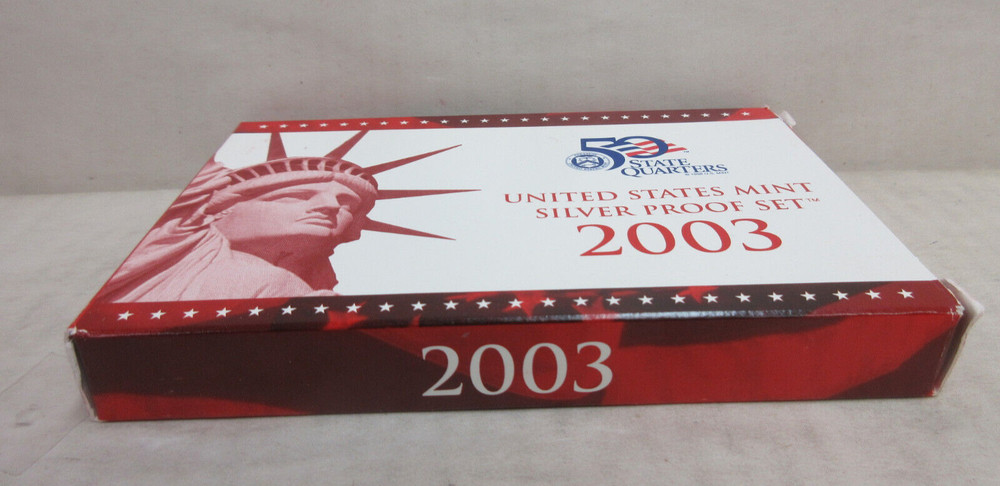 50
STATE
QUARTERS
UNITED STATES MINT
SILVER PROOF SET™
2003
2003